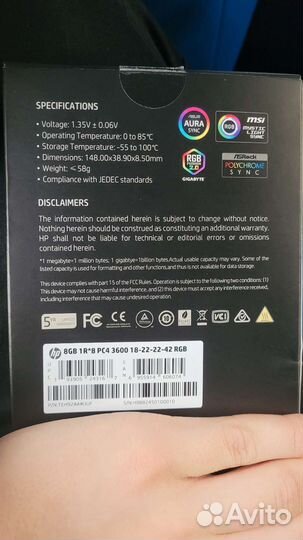 SPECIFICATIONS
• Voltage: 1.35V ± 0.06V
• Operating Temperature: 0 to 85℃
• Storage Temperature: -55 to 100℃
• Dimensions: 148.00x38.90x8.50mm
• Weight: ≤ 58g
• Compliance with JEDEC standards
ASUS
AURA
SYNC
RGB
msi
MYSTIC
LIGHT
SYNC
RGB
FUSION
2.0
GIGABYTE
ASRock
POLYCHROME
SYNC
DISCLAIMERS
The information contained herein is subject to change without notice.
Nothing herein should be construed as constituting an additional warranty.
HP shall not be liable for technical or editorial errors or omissions
contained herein.
*1 megabyte=1 million bytes; 1 gigabyte=1billion bytes.Actual usable capacity may vary. Some of the
listed capacity is used for formatting and other functions,and thus is not available for data storage.
This device complies with part 15 of the FCC Rules. Operation is subject to the following two conditions: (1)
This device may not cause harmful interference, and (2) this device must accept any interference received,
including interference that may cause undesired operation.
5YR
FC
CE
VCI
hp 8GB 1R*8 PC4 3600 18-22-22-42 RGB
Avito